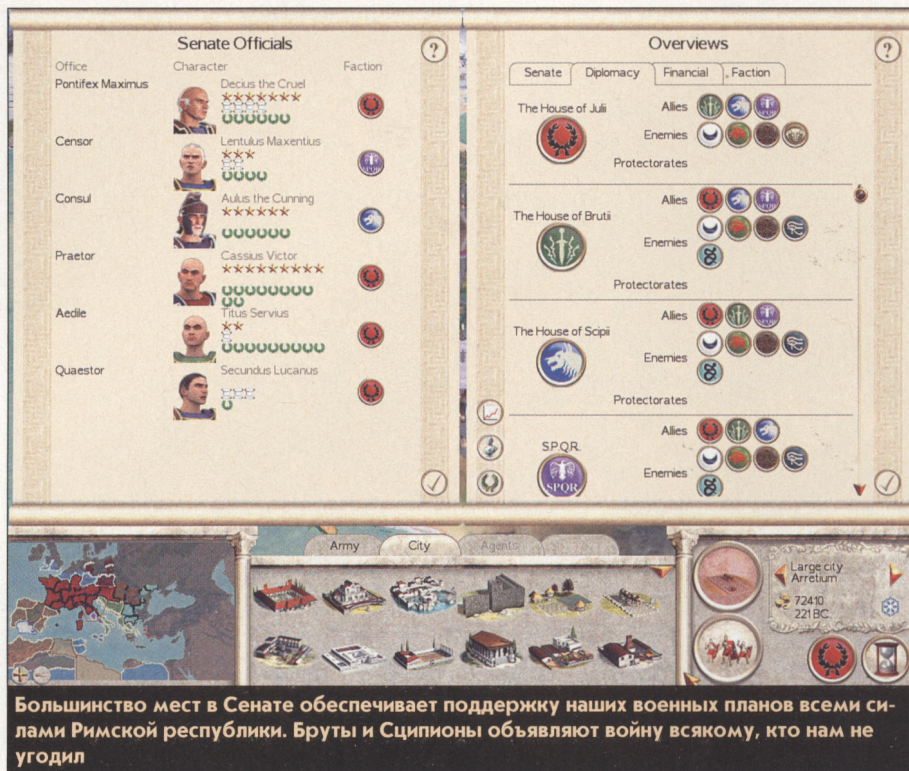 Senate Officials
?
Office Character Faction
Pontifex Maximus
Decius the Cruel
Censor
Lentulus Maxentius
SPQR
Consul
Aulus the Cunning
Praetor
Cassius Victor
Aedile
Titus Servius
Quaestor
Secundus Lucanus
Overviews
?
Senate Diplomacy Financial Faction
The House of Julii
Allies
SPQR
Enemies
Protectorates
The House of Brutii
Allies
SPQR
Enemies
Protectorates
The House of Scipii
Allies
SPQR
Enemies
Protectorates
S.P.Q.R.
SPQR
Allies
Enemies
Army City Agents
Large city
Arretium
72410
221 BC.
Большинство мест в Сенате обеспечивает поддержку наших военных планов всеми си-
лами Римской республики. Бруты и Сципионы объявляют войну всякому, кто нам не
угодил